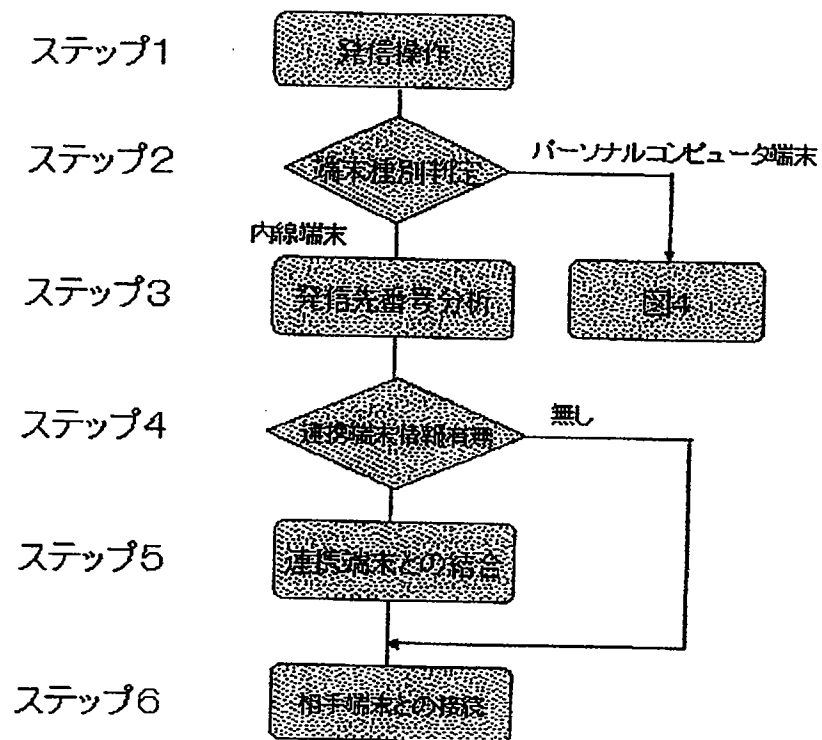 ステップ1
発信操作
ステップ2
端末種別判定
パーソナルコンピュータ端末
内線端末
ステップ3
発信先番号分析
図4
ステップ4
連携端末情報有無
無し
ステップ5
連携端末との結合
ステップ6
相手端末との接続